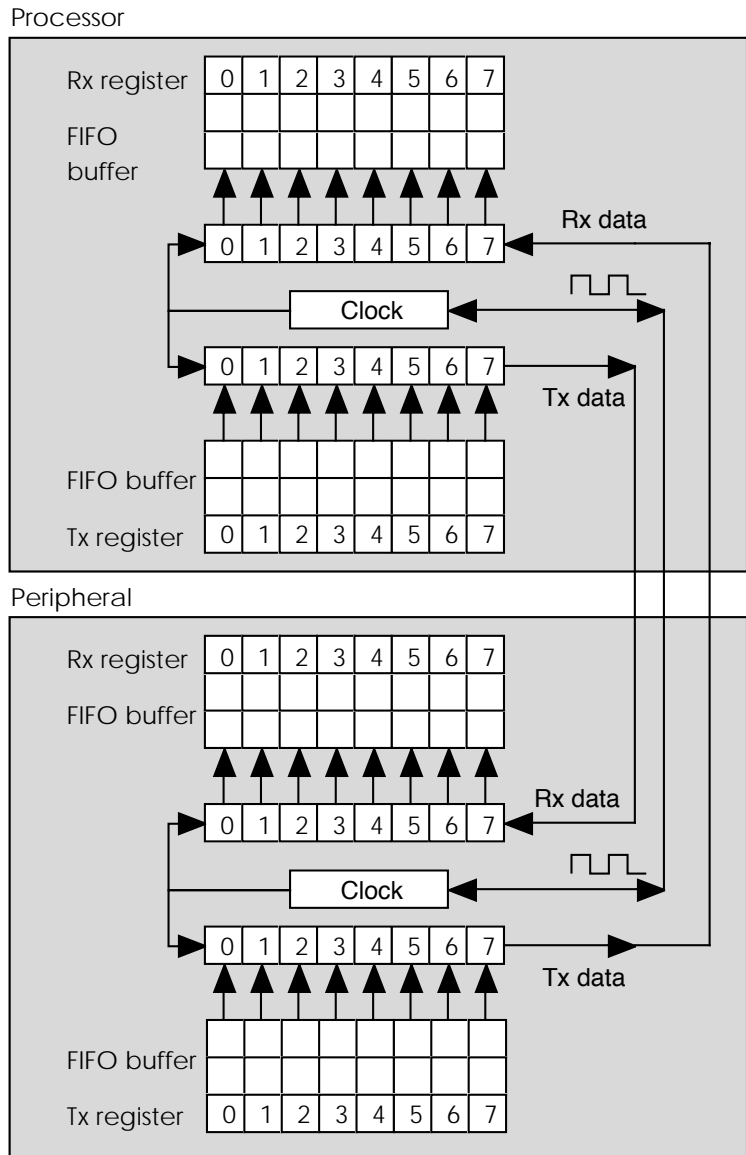 Processor
Rx register 0 1 2 3 4 5 6 7
FIFO
buffer
Rx data
0 1 2 3 4 5 6 7
Clock
0 1 2 3 4 5 6 7
Tx data
FIFO buffer
Tx register 0 1 2 3 4 5 6 7
Peripheral
Rx register 0 1 2 3 4 5 6 7
FIFO buffer
Rx data
0 1 2 3 4 5 6 7
Clock
0 1 2 3 4 5 6 7
Tx data
FIFO buffer
Tx register 0 1 2 3 4 5 6 7